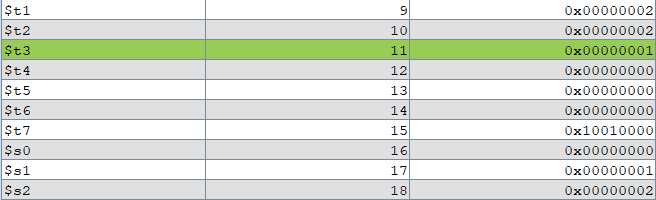 $t1 9 0x00000002
$t2 10 0x00000002
$t3 11 0x00000001
$t4 12 0x00000000
$t5 13 0x00000000
$t6 14 0x00000000
$t7 15 0x10010000
$s0 16 0x00000000
$s1 17 0x00000001
$s2 18 0x00000002